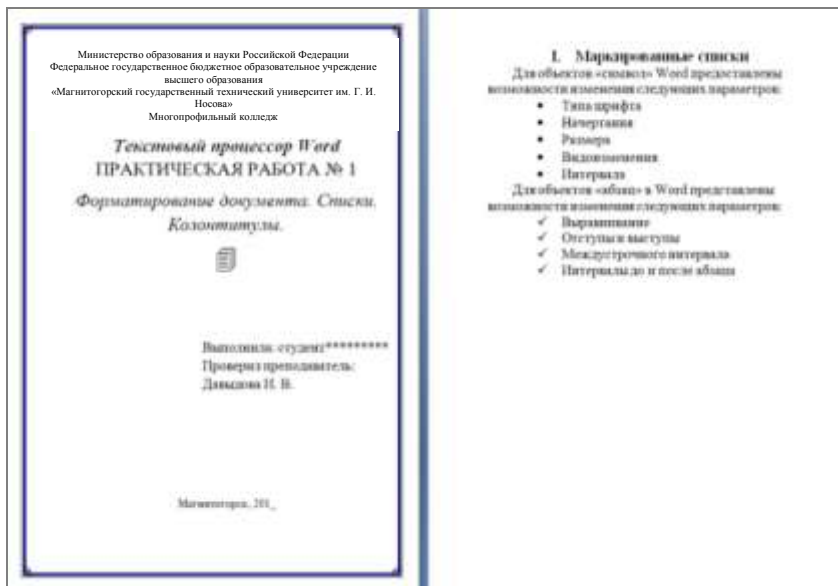 Министерство образования и науки Российской Федерации
Федеральное государственное бюджетное образовательное учреждение
высшего образования
«Магнитогорский государственный технический университет им. Г. И.
Носова»
Многопрофильный колледж
Текстовый процессор Word
ПРАКТИЧЕСКАЯ РАБОТА № 1
Форматирование документа. Списки.
Колонтитулы.
Выполнили: студент*********
Проверил преподаватель:
Давыдова И. В.
Магнитогорск, 201_
I. Маркированные списки
Для объектов «символ» Word предоставлены
возможности изменения следующих параметров:
• Типа шрифта
• Начертания
• Размера
• Видоизменения
• Интервала
Для объектов «абзац» в Word представлены
возможности изменения следующих параметров:
✓ Выравнивание
✓ Отступы и выступы
✓ Междустрочного интервала
✓ Интервалы до и после абзаца